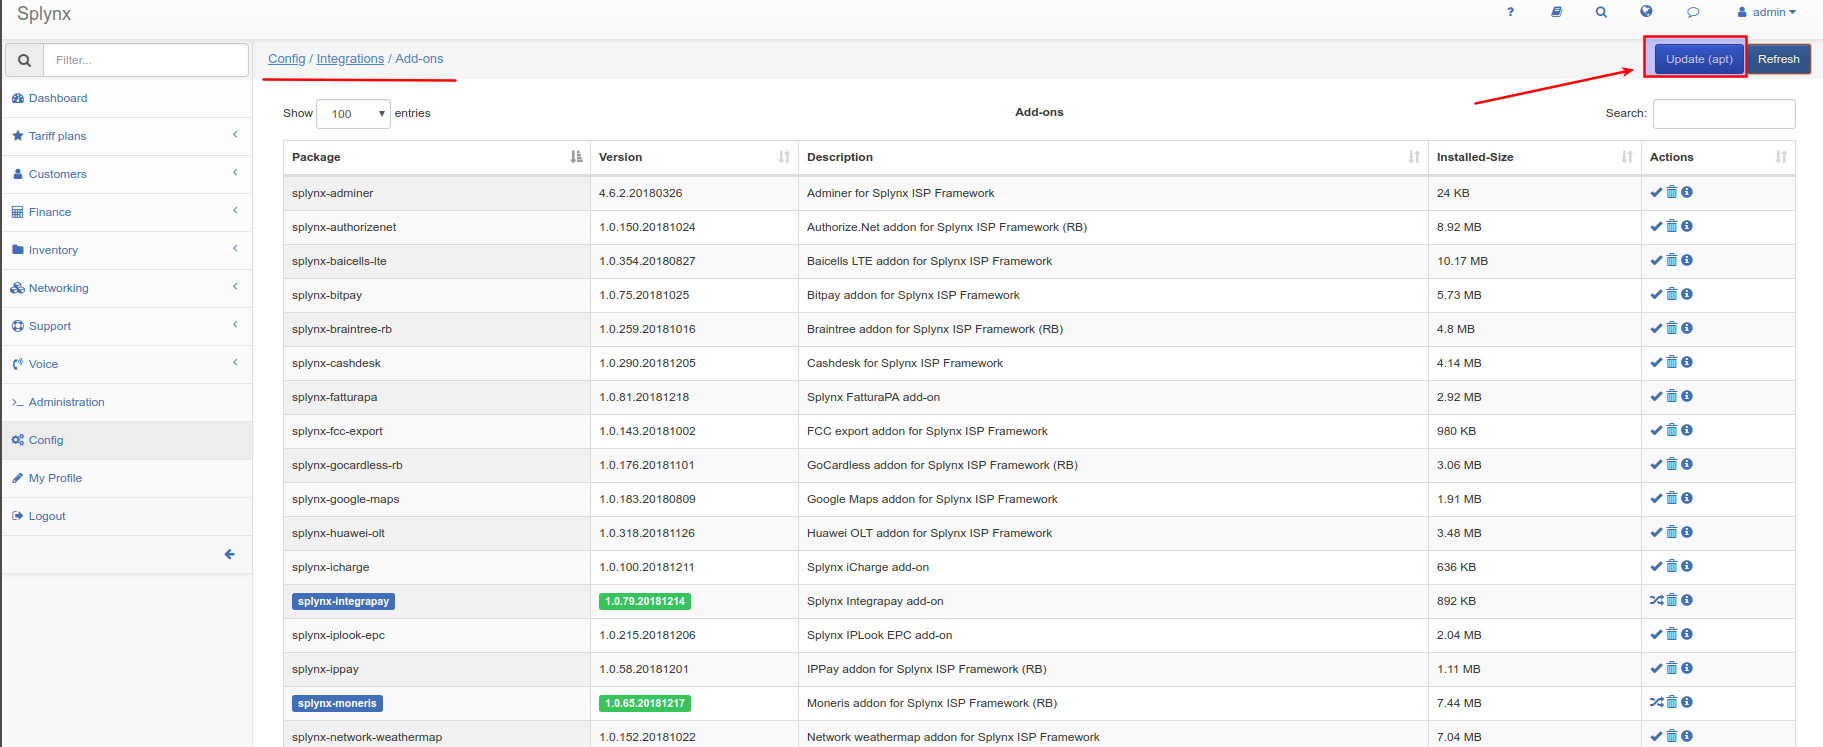 Splynx
? admin
Filter...
Config / Integrations / Add-ons
Update (apt) Refresh
Dashboard
Tariff plans
Customers
Finance
Inventory
Networking
Support
Voice
Administration
Config
My Profile
Logout
Show 100 entries
Add-ons
Search:
Package Version Description Installed-Size Actions
splynx-adminer 4.6.2.20180326 Adminer for Splynx ISP Framework 24 KB
splynx-authorizenet 1.0.150.20181024 Authorize.Net addon for Splynx ISP Framework (RB) 8.92 MB
splynx-baicells-lte 1.0.354.20180827 Baicells LTE addon for Splynx ISP Framework 10.17 MB
splynx-bitpay 1.0.75.20181025 Bitpay addon for Splynx ISP Framework 5.73 MB
splynx-braintree-rb 1.0.259.20181016 Braintree addon for Splynx ISP Framework (RB) 4.8 MB
splynx-cashdesk 1.0.290.20181205 Cashdesk for Splynx ISP Framework 4.14 MB
splynx-fatturapa 1.0.81.20181218 Splynx FatturaPA add-on 2.92 MB
splynx-fcc-export 1.0.143.20181002 FCC export addon for Splynx ISP Framework 980 KB
splynx-gocardless-rb 1.0.176.20181101 GoCardless addon for Splynx ISP Framework (RB) 3.06 MB
splynx-google-maps 1.0.183.20180809 Google Maps addon for Splynx ISP Framework 1.91 MB
splynx-huawei-olt 1.0.318.20181126 Huawei OLT addon for Splynx ISP Framework 3.48 MB
splynx-icharge 1.0.100.20181211 Splynx iCharge add-on 636 KB
splynx-integrapay 1.0.79.20181214 Splynx Integrapay add-on 892 KB
splynx-iplook-epc 1.0.215.20181206 Splynx IPLook EPC add-on 2.04 MB
splynx-ippay 1.0.58.20181201 IPPay addon for Splynx ISP Framework (RB) 1.11 MB
splynx-moneris 1.0.65.20181217 Moneris addon for Splynx ISP Framework (RB) 7.44 MB
splynx-network-weathermap 1.0.152.20181022 Network weathermap addon for Splynx ISP Framework 7.04 MB